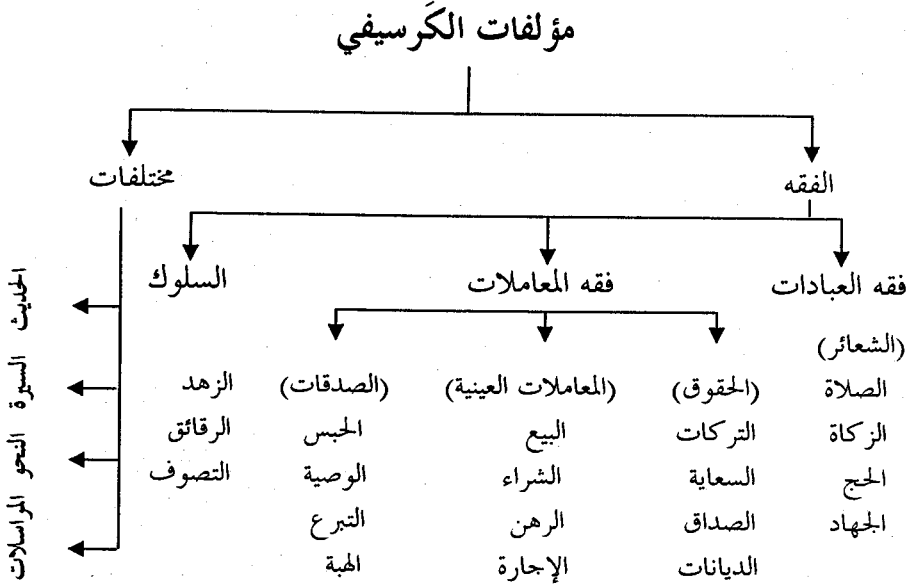 مؤلفات الكَرسيفي
الفقه
مختلفات
فقه العبادات
فقه المعاملات
السلوك
(الشعائر)
الصلاة
الزكاة
الحج
الجهاد
(الحقوق)
التركات
السعاية
الصداق
الديانات
(المعاملات العينية)
البيع
الشراء
الرهن
الإجارة
(الصدقات)
الحبس
الوصية
التبرع
الهبة
الزهد
الرقائق
التصوف
الحديث
السيرة
النحو
المراسلات